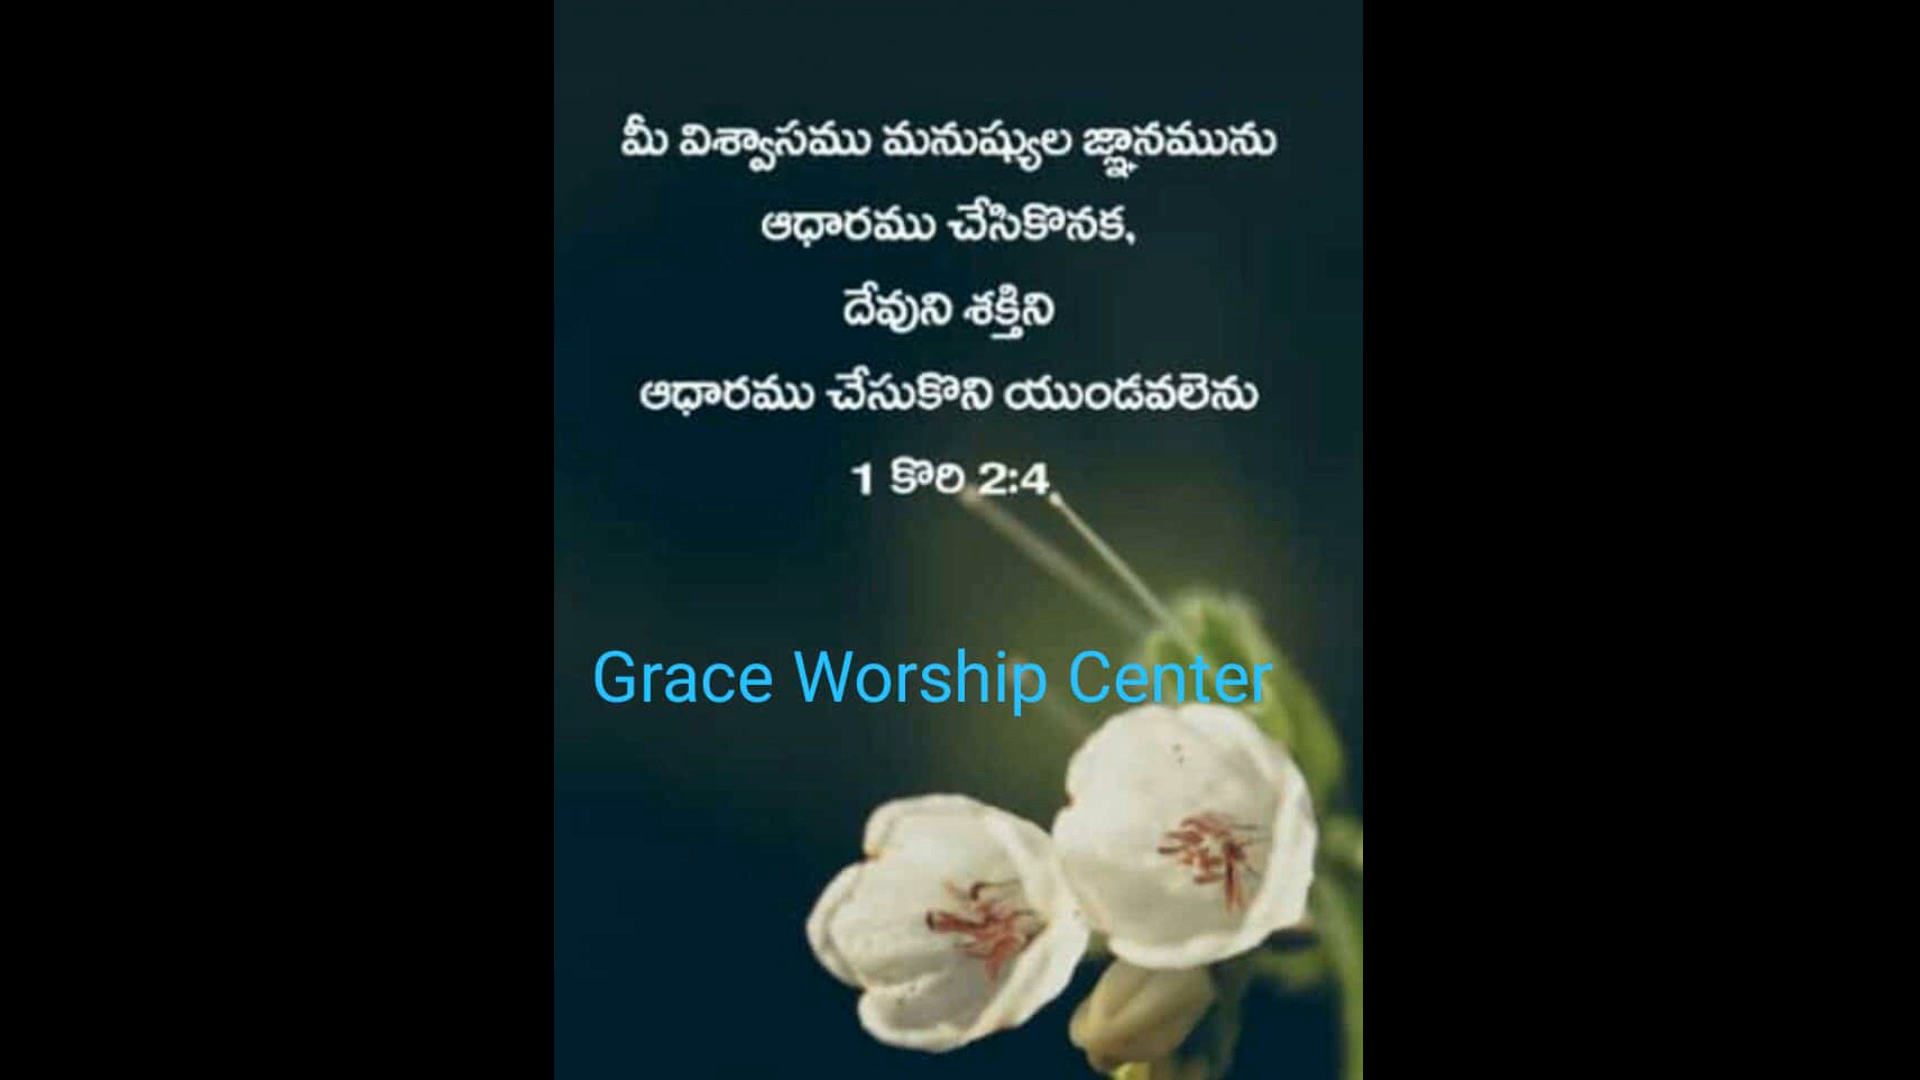 మీ విశ్వాసము మనుష్యుల జ్ఞానమును
ఆధారము చేసికొనక,
దేవుని శక్తిని
ఆధారము చేసుకొని యుండవలెను
1 కొరి 2:4
Grace Worship Center